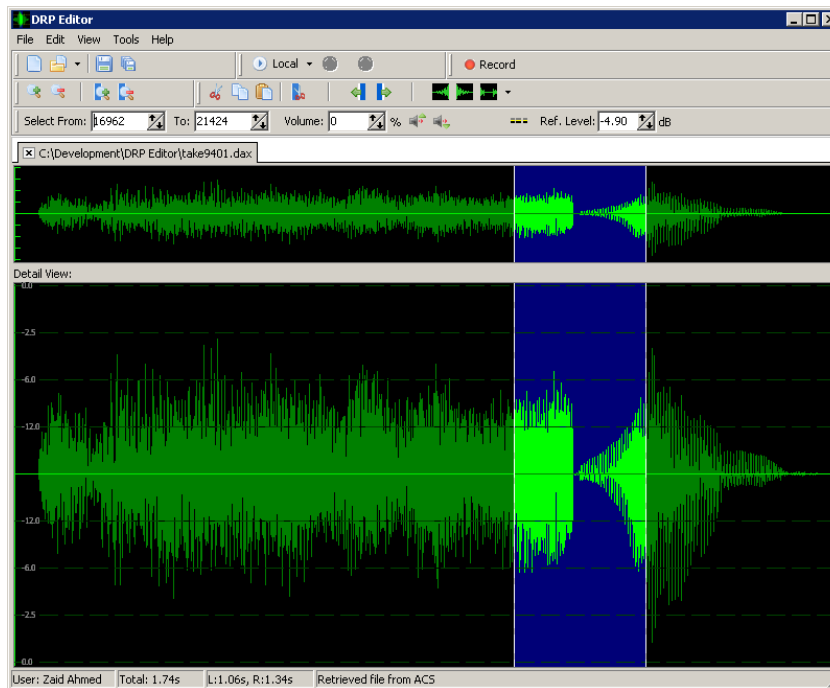 DRP Editor
File Edit View Tools Help
Local Record
Select From: 16962 To: 21424 Volume: 0 % Ref. Level: -4.90 dB
C:\Development\DRP Editor\take9401.dax
Detail View:
0.0
-2.5
-6.0
-12.0
-12.0
-6.0
-2.5
0.0
User: Zaid Ahmed Total: 1.74s L:1.06s, R:1.34s Retrieved file from ACS